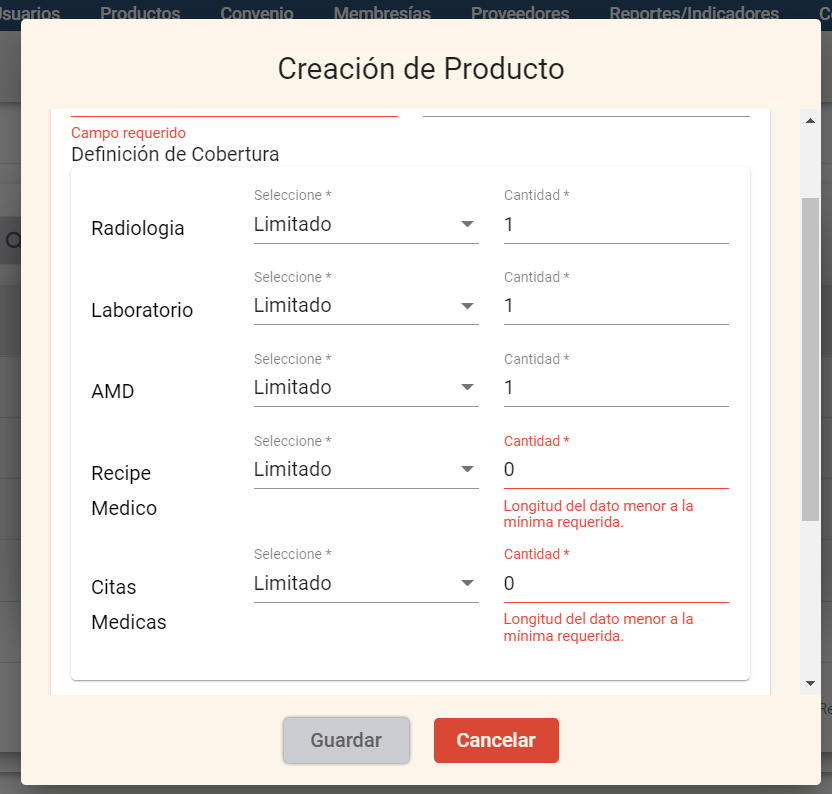 Usuarios Productos Convenio Membresías Proveedores Reportes/Indicadores
Creación de Producto
Campo requerido
Definición de Cobertura
Seleccione * Cantidad *
Radiologia Limitado 1
Seleccione * Cantidad *
Laboratorio Limitado 1
Seleccione * Cantidad *
AMD Limitado 1
Seleccione * Cantidad *
Recipe Limitado 0
Medico
Longitud del dato menor a la
mínima requerida.
Seleccione * Cantidad *
Citas Limitado 0
Medicas
Longitud del dato menor a la
mínima requerida.
Guardar Cancelar